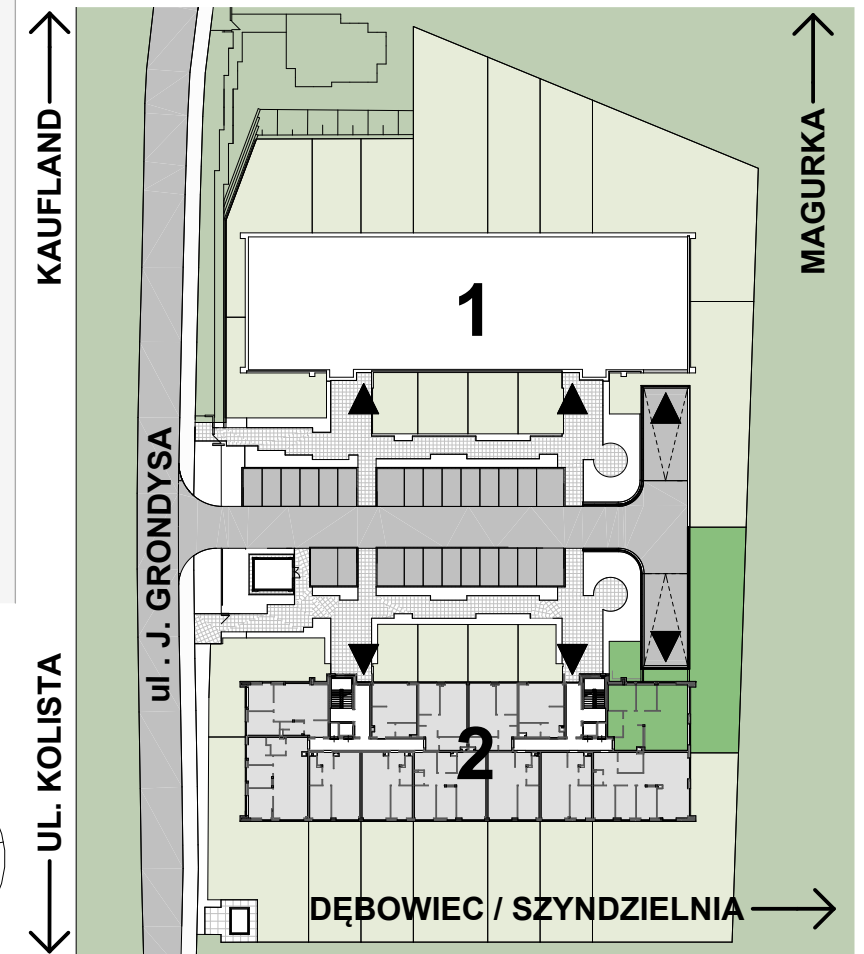 KAUFLAND
MAGURKA
1
ul . J. GRONDYSA
2
UL. KOLISTA
DĘBOWIEC / SZYNDZIELNIA